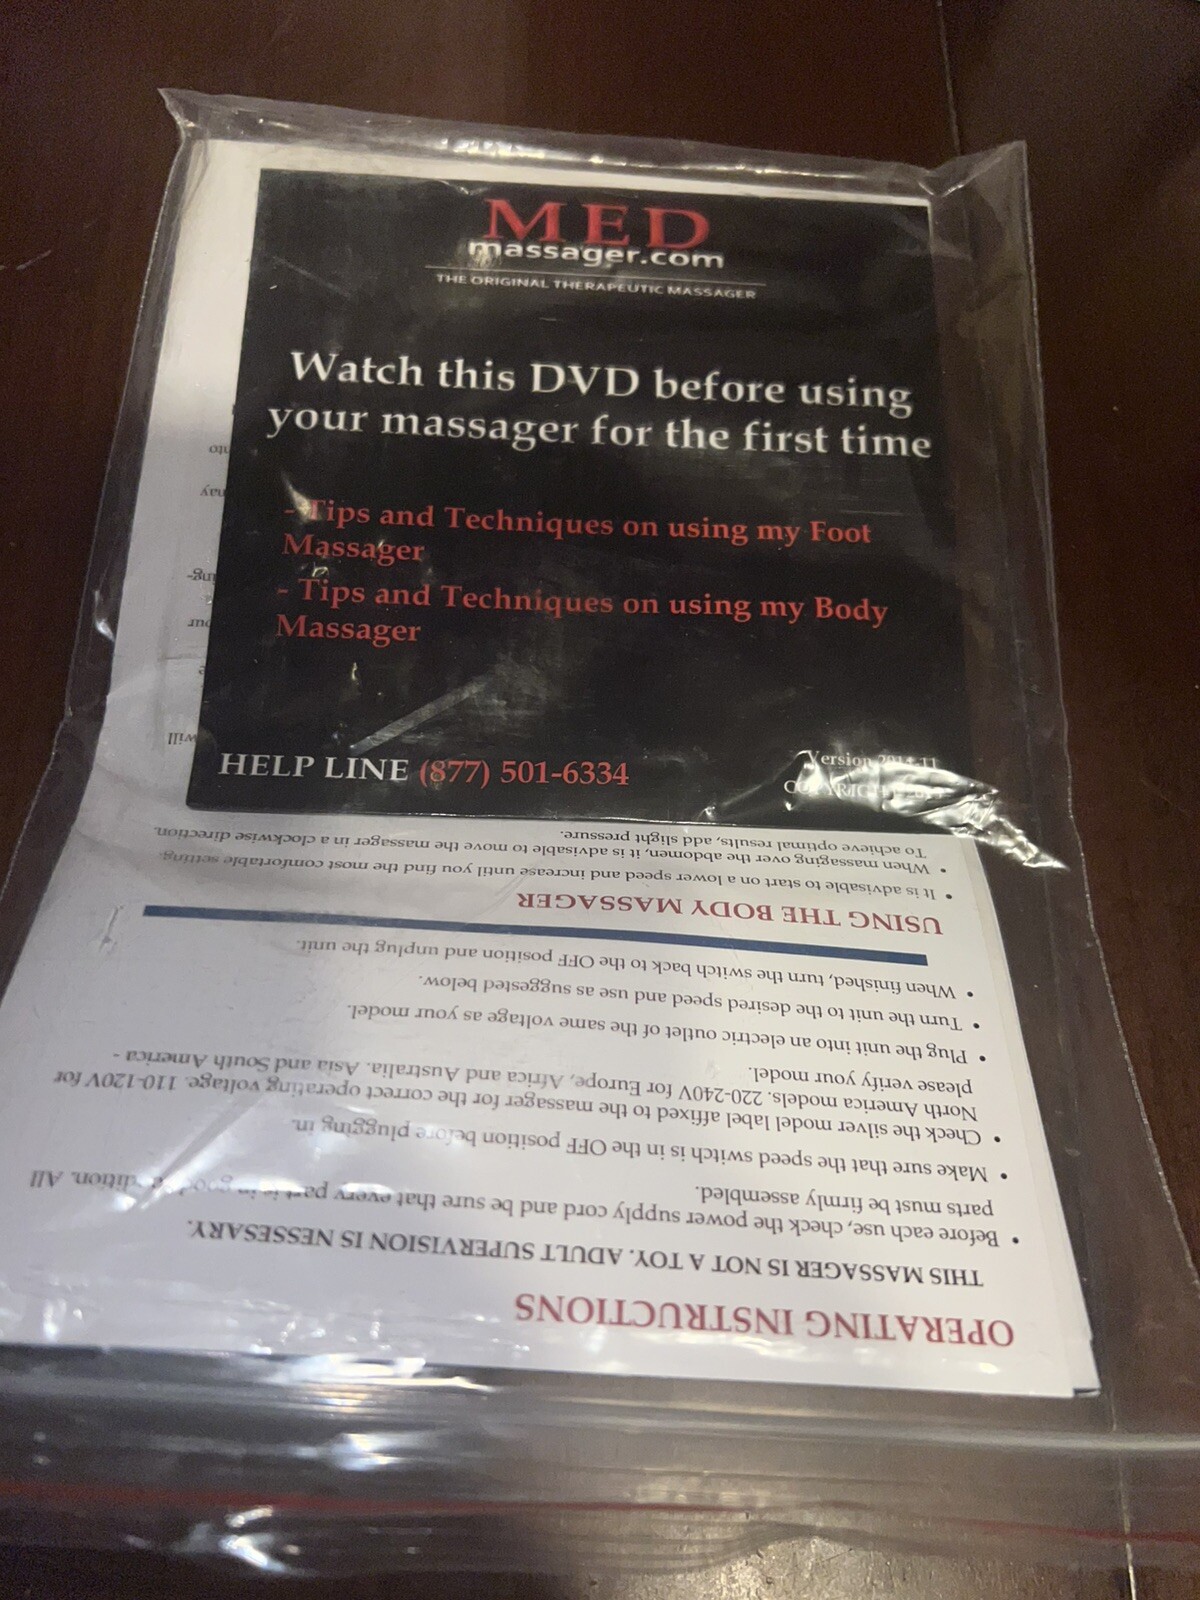 MED
massager.com
THE ORIGINAL THERAPEUTIC MASSAGER
Watch this DVD before using
your massager for the first time
- Tips and Techniques on using my Foot
Massager
- Tips and Techniques on using my Body
Massager
HELP LINE (877) 501-6334
Version
OPERATING INSTRUCTIONS
THIS MASSAGER IS NOT A TOY. ADULT SUPERVISION IS NESSESARY.
• Before each use, check the power supply cord and be sure that every part is in good condition. All
parts must be firmly assembled.
• Make sure that the speed switch is in the OFF position before plugging in.
• Check the silver model label affixed to the massager for the correct operating voltage. 110-120V for
North America models. 220-240V for Europe, Africa and Australia. Asia and South America -
please verify your model.
• Plug the unit into an electric outlet of the same voltage as your model.
• Turn the unit to the desired speed and use as suggested below.
• When finished, turn the switch back to the OFF position and unplug the unit.
USING THE BODY MASSAGER
• It is advisable to start on a lower speed and increase until you find the most comfortable setting.
• When massaging over the abdomen, it is advisable to move the massager in a clockwise direction.
To achieve optimal results, add slight pressure.
will